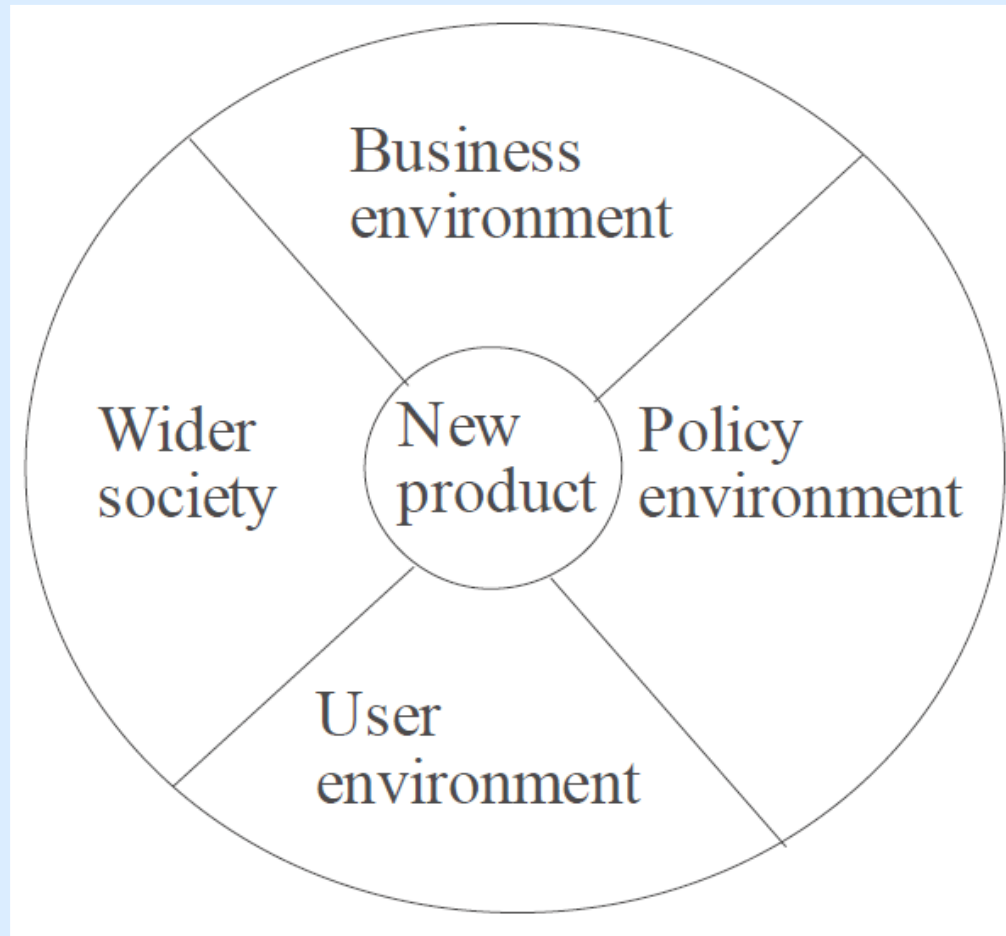 Business
environment
Wider
society
New
product
Policy
environment
User
environment